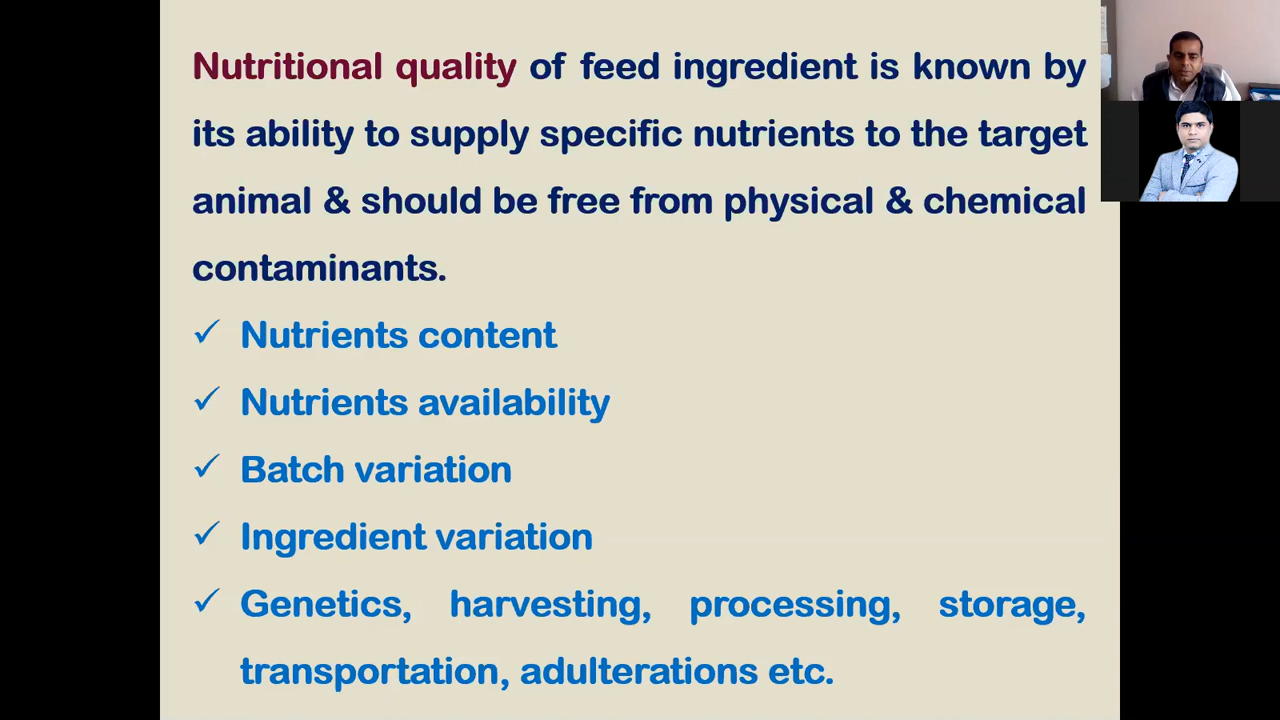 Nutritional quality of feed ingredient is known by
its ability to supply specific nutrients to the target
animal & should be free from physical & chemical
contaminants.
✓ Nutrients content
✓ Nutrients availability
✓ Batch variation
✓ Ingredient variation
✓ Genetics, harvesting, processing, storage,
transportation, adulterations etc.